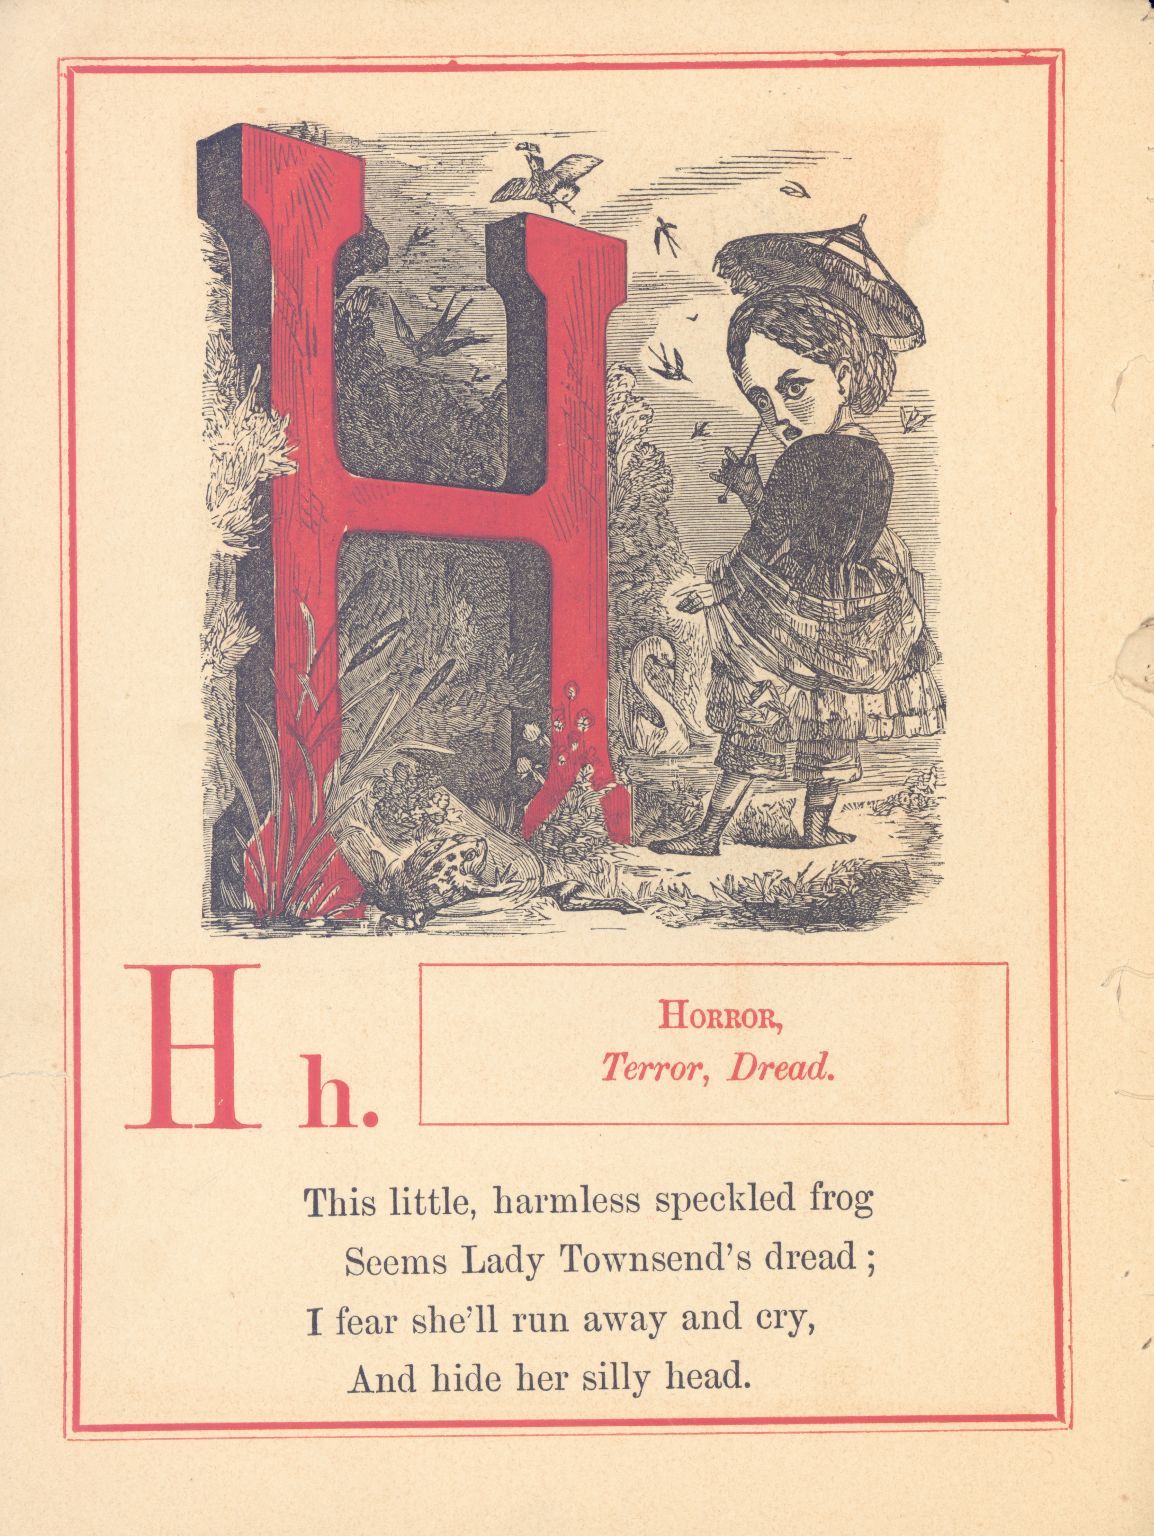 H
H h.
HORROR,
Terror, Dread.
This little, harmless speckled frog
Seems Lady Townsend's dread ;
I fear she'll run away and cry,
And hide her silly head.